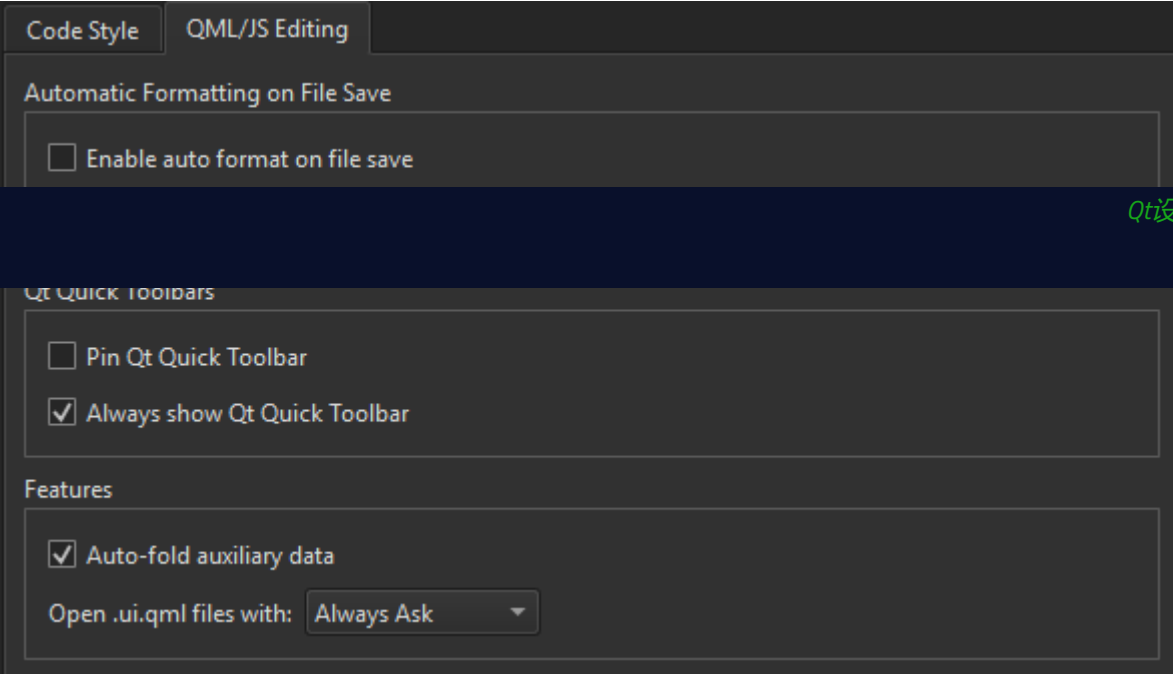 Code Style
QML/JS Editing
Automatic Formatting on File Save
Enable auto format on file save
Qt设
Qt Quick Toolbars
Pin Qt Quick Toolbar
Always show Qt Quick Toolbar
Features
Auto-fold auxiliary data
Open .ui.qml files with: Always Ask